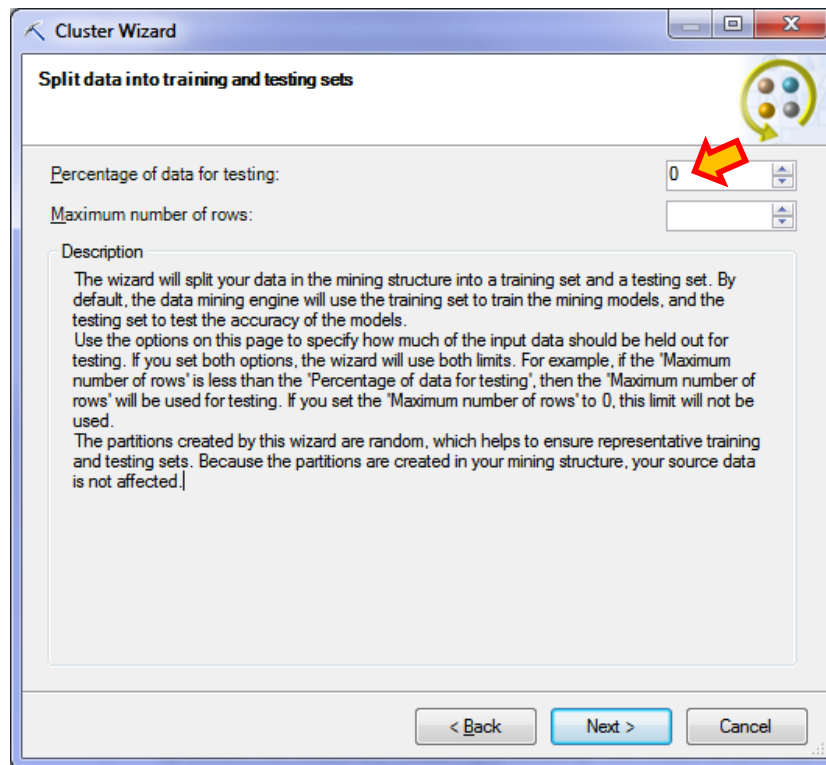 Cluster Wizard
Split data into training and testing sets
Percentage of data for testing:
0
Maximum number of rows:
Description
The wizard will split your data in the mining structure into a training set and a testing set. By
default, the data mining engine will use the training set to train the mining models, and the
testing set to test the accuracy of the models.
Use the options on this page to specify how much of the input data should be held out for
testing. If you set both options, the wizard will use both limits. For example, if the 'Maximum
number of rows' is less than the 'Percentage of data for testing', then the 'Maximum number of
rows' will be used for testing. If you set the 'Maximum number of rows' to 0, this limit will not be
used.
The partitions created by this wizard are random, which helps to ensure representative training
and testing sets. Because the partitions are created in your mining structure, your source data
is not affected.
< Back
Next >
Cancel